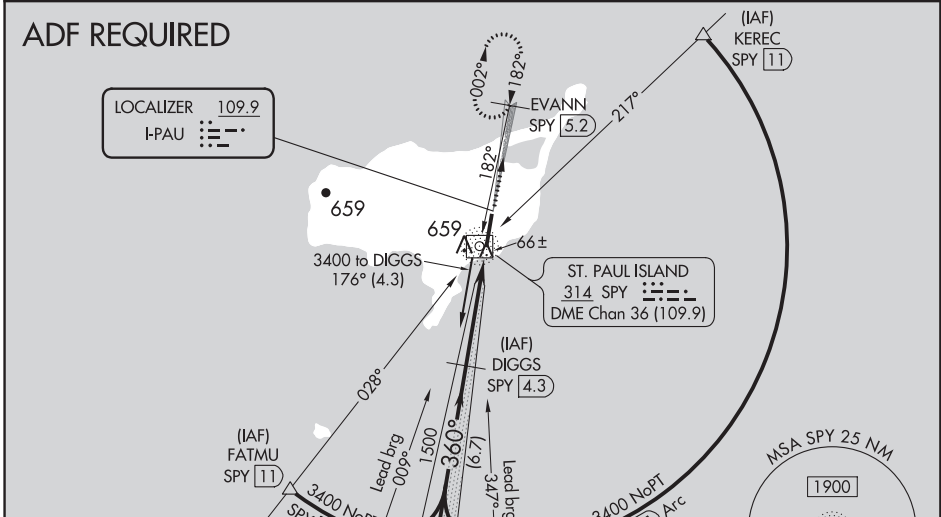 ADF REQUIRED
(IAF)
KEREC
SPY 11
002°
182°
LOCALIZER 109.9
I-PAU
EVANN
SPY 5.2
217°
182°
659
659
66±
3400 to DIGGS
176° (4.3)
ST. PAUL ISLAND
314 SPY
DME Chan 36 (109.9)
(IAF)
DIGGS
SPY 4.3
028°
(IAF)
FATMU
SPY 11
Lead brg
009°
1500
360°
(6.7)
Lead brg
347°
3400 NoPT
3400 NoPT
Arc
MSA SPY 25 NM
1900